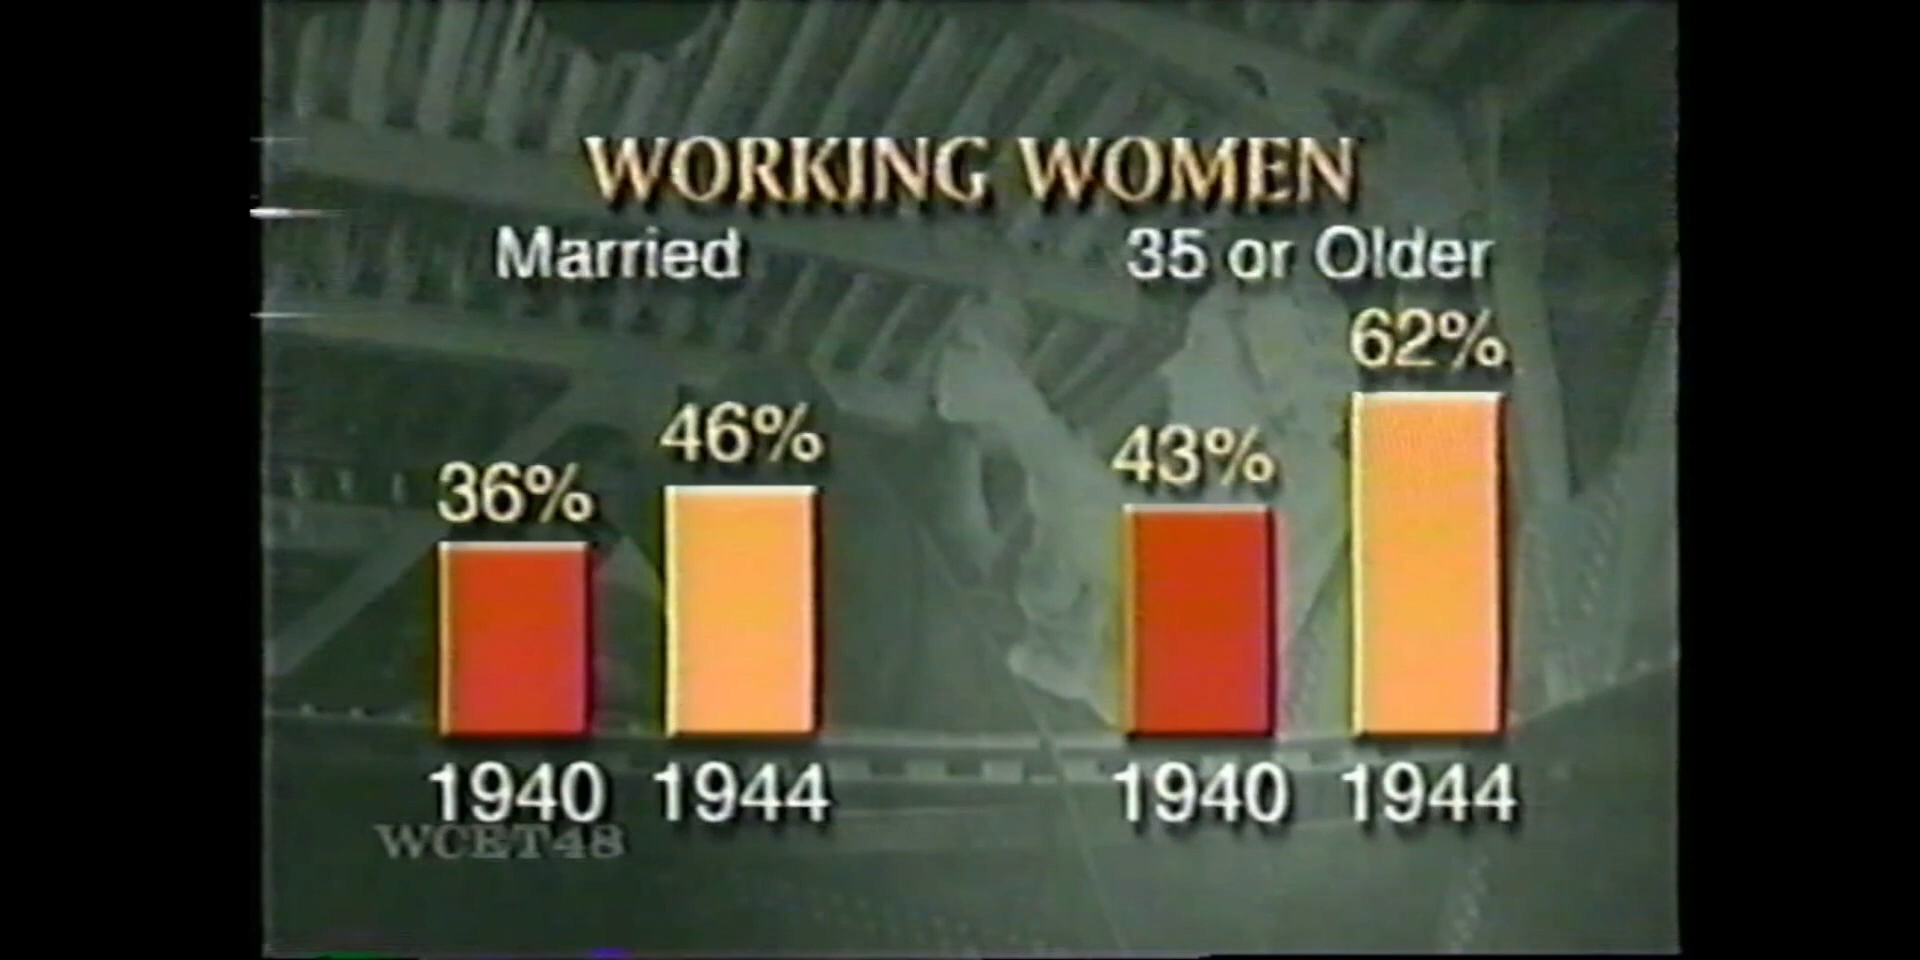 WORKING WOMEN
Married 35 or Older
62%
46%
43%
36%
1940 1944 1940 1944
WCET48